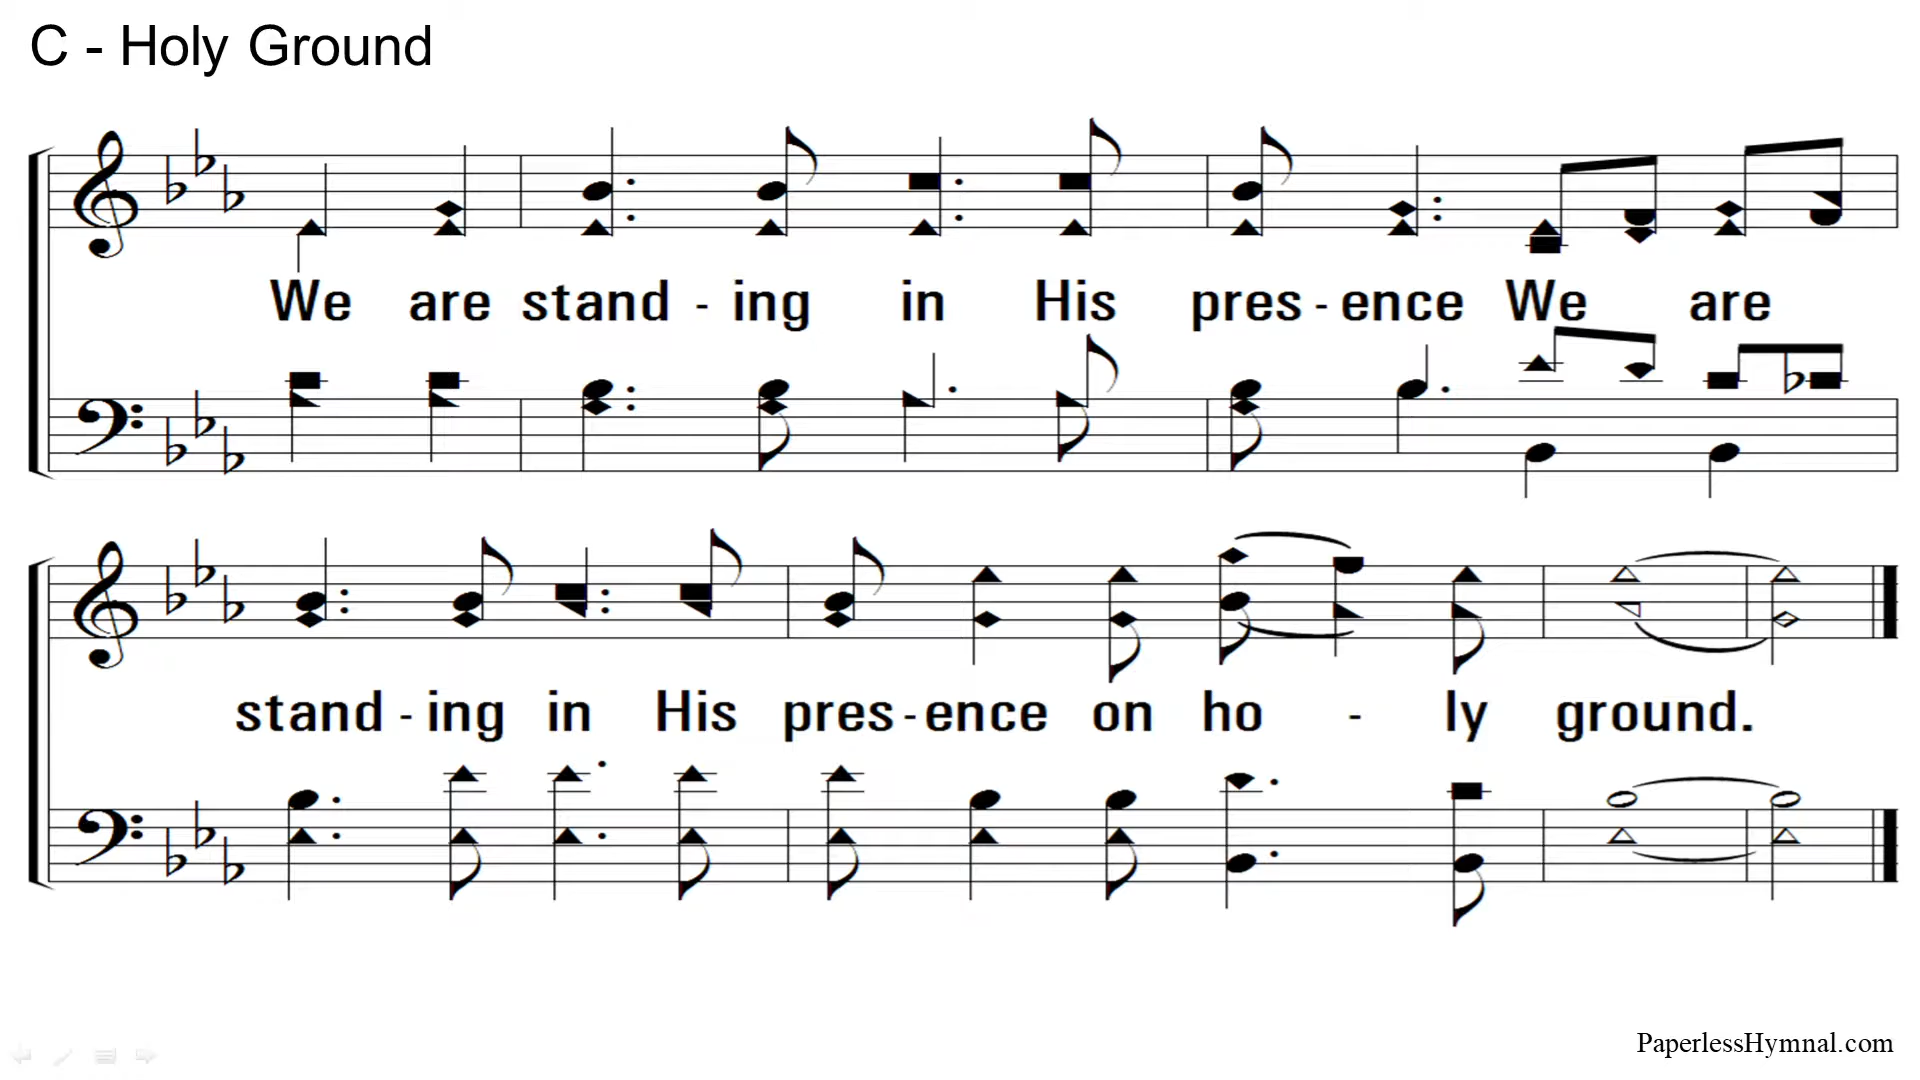 C - Holy Ground
We are stand - ing in His pres - ence We are
stand - ing in His pres - ence on ho - ly ground.
PaperlessHymnal.com